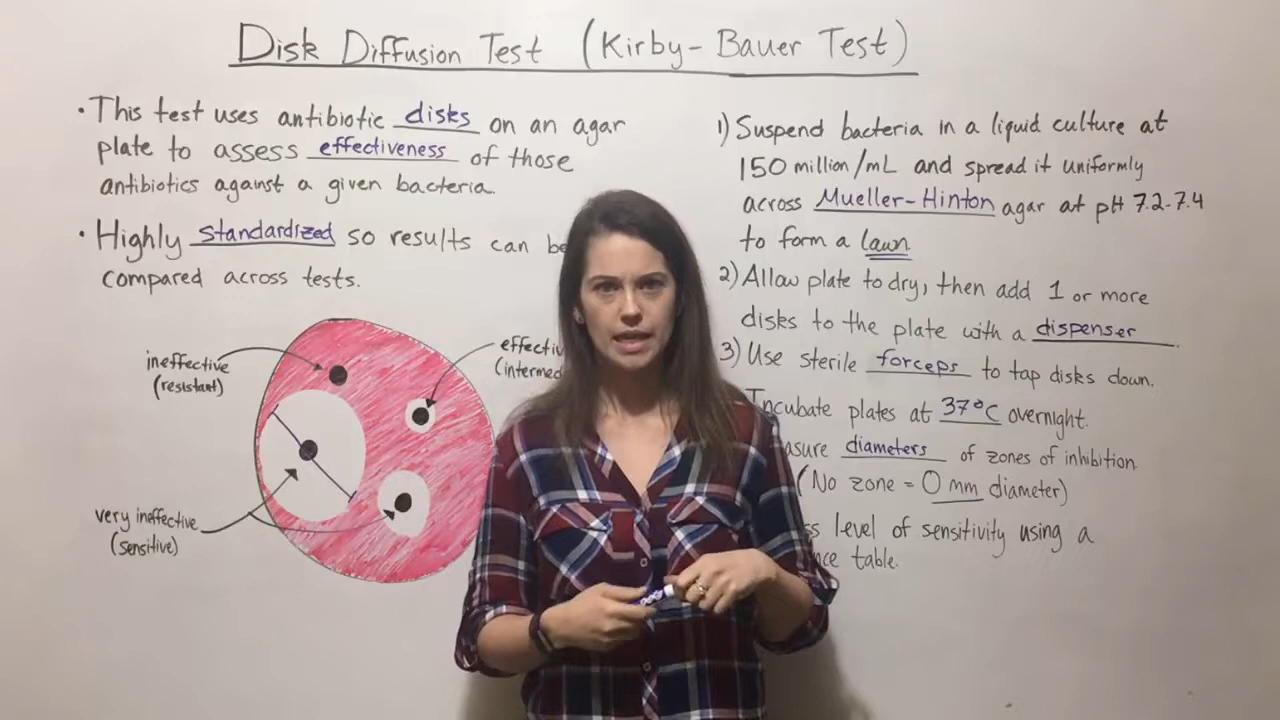 Disk Diffusion Test (Kirby-Bauer Test)
• This test uses antibiotic disks on an agar
plate to assess effectiveness of those
antibiotics against a given bacteria.
• Highly standardized so results can be
compared across tests.
ineffective
(resistant)
very ineffective
(sensitive)
effectiv
(intermed
1) Suspend bacteria in a liquid culture at
150 million/mL and spread it uniformly
across Mueller-Hinton agar at pH 7.2-7.4
to form a lawn
2) Allow plate to dry, then add 1 or more
disks to the plate with a dispenser.
3) Use sterile forceps to tap disks down.
Incubate plates at 37°C overnight.
asure diameters of zones of inhibition
(No zone = 0 mm diameter)
ss level of sensitivity using a
nce table.